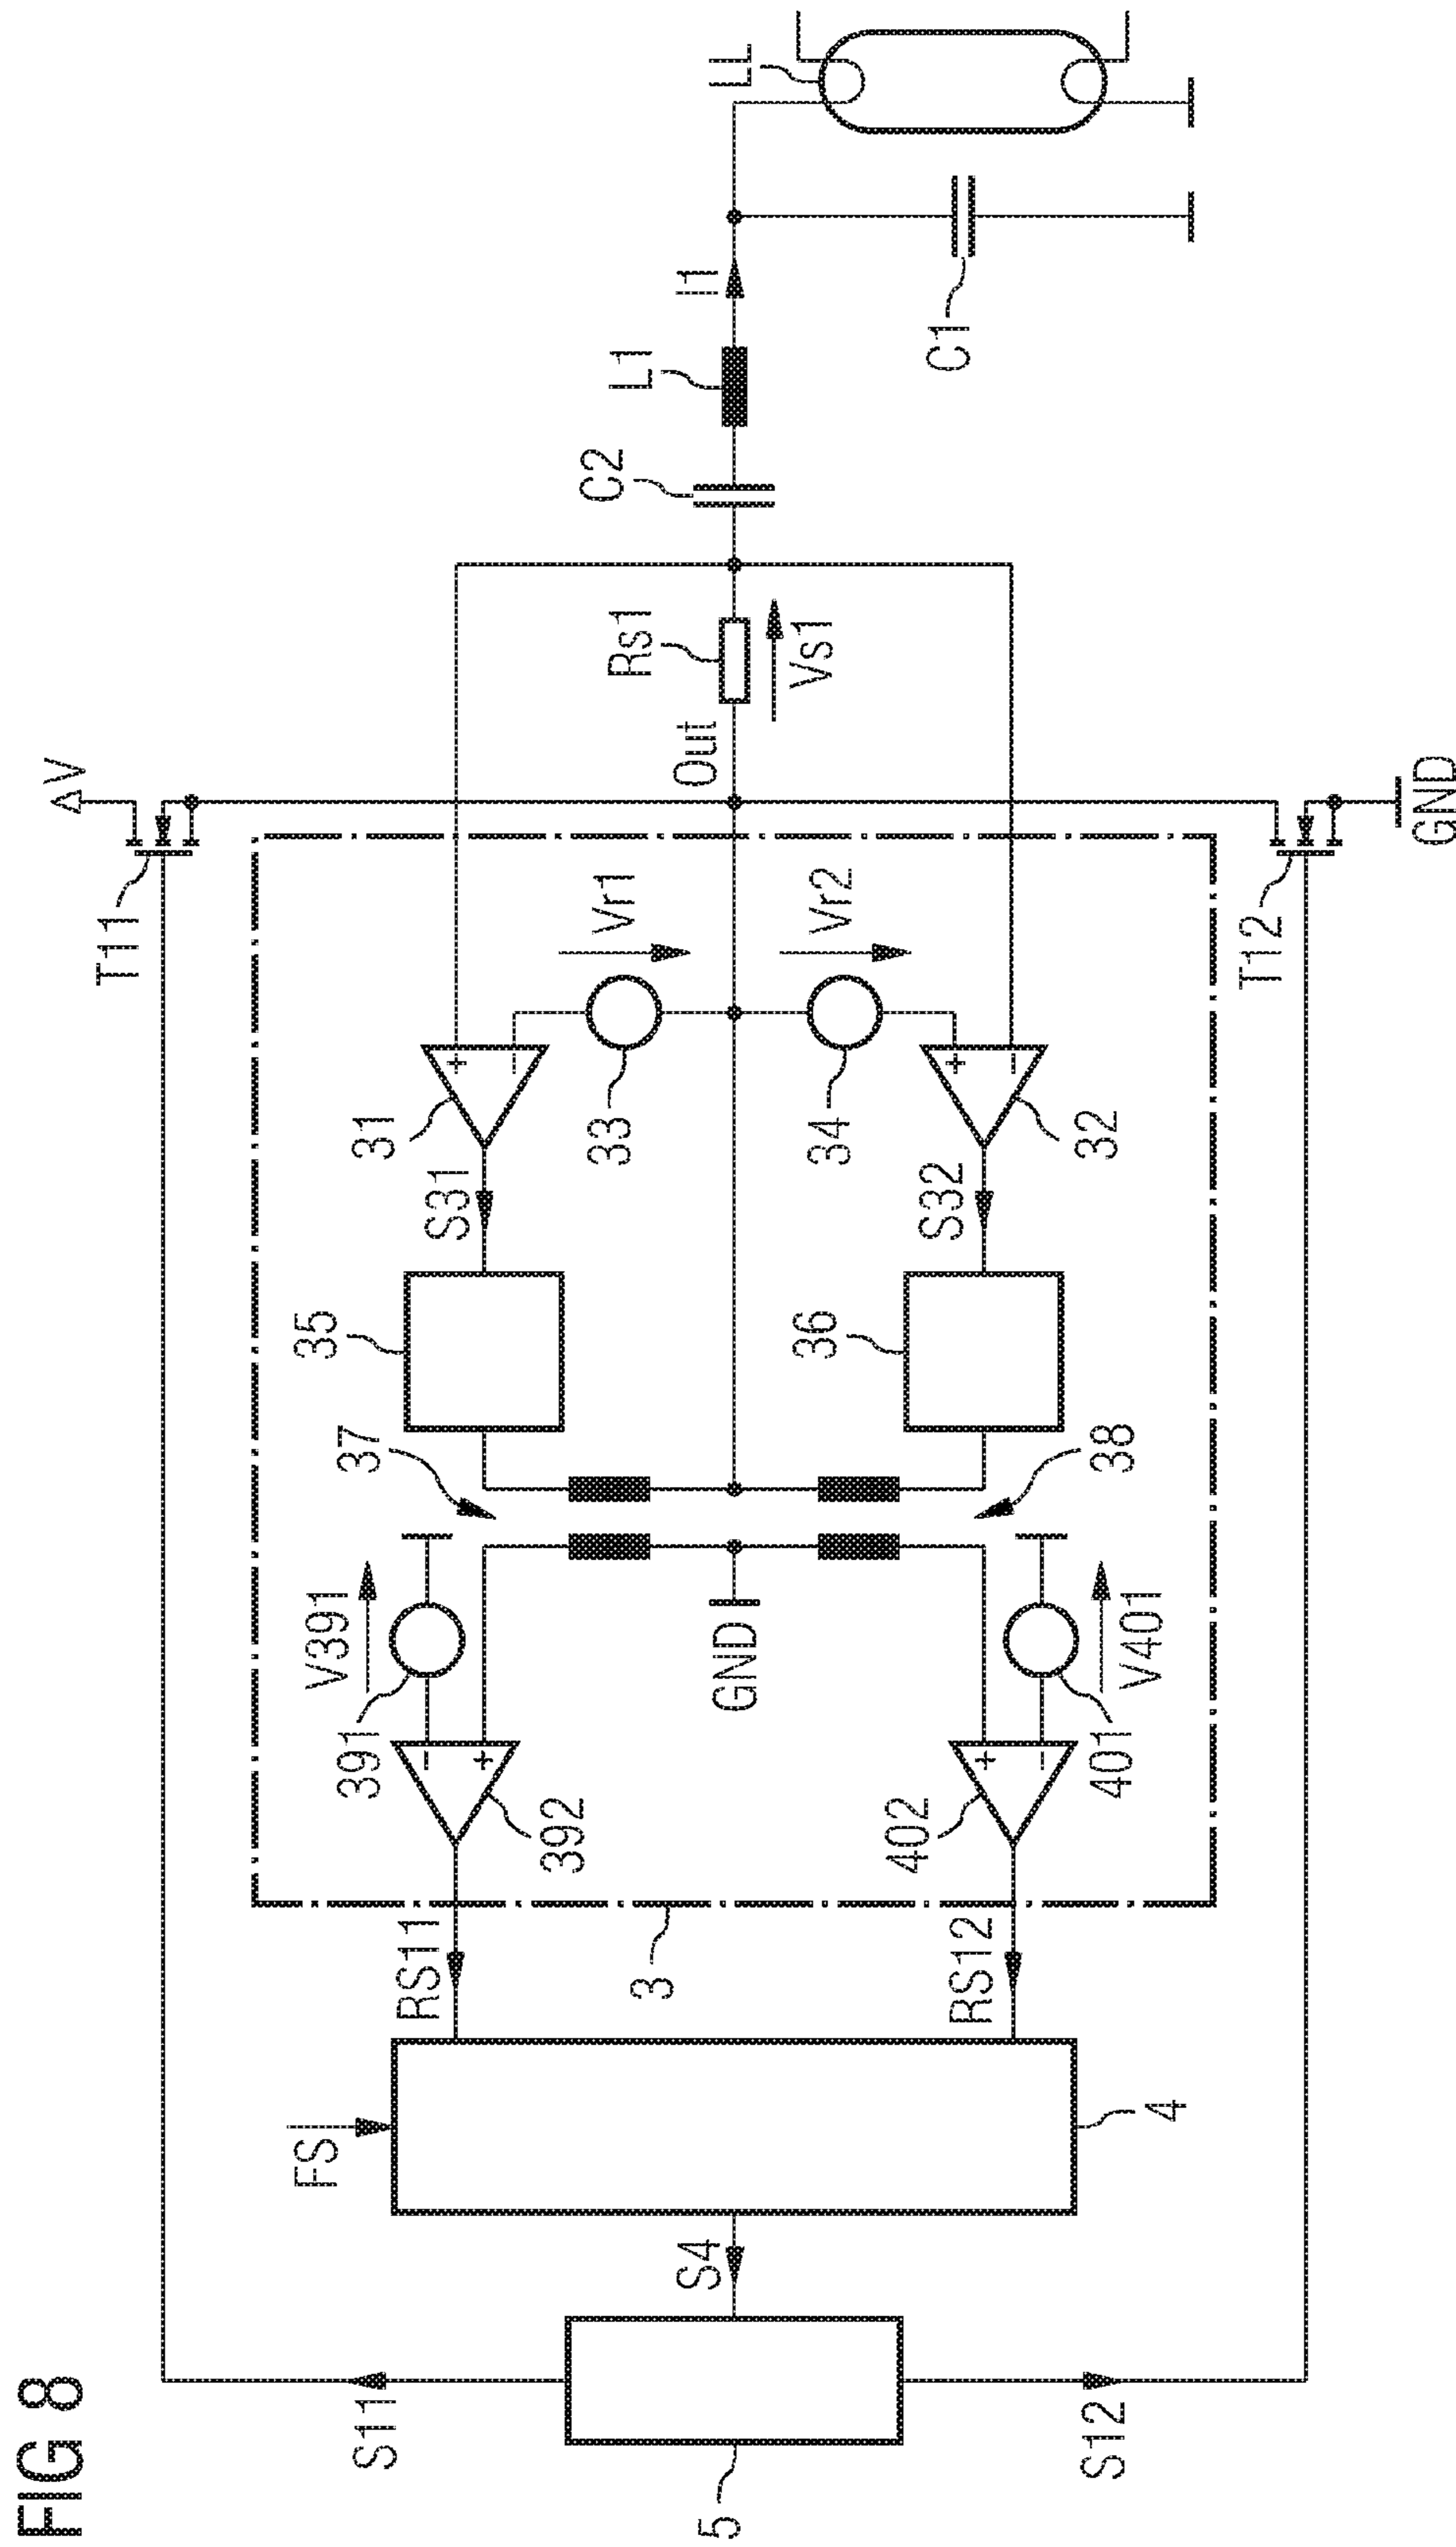 FIG 8
V
T11
Out
Rs1
Vs1
C2
L1
I1
C1
LL
T12
GND
Vr1
Vr2
31
32
33
34
S31
S32
35
36
37
38
V391
391
392
GND
V401
401
402
RS11
RS12
3
FS
4
S4
S11
S12
5
+
−
+
−
−
+
+
−